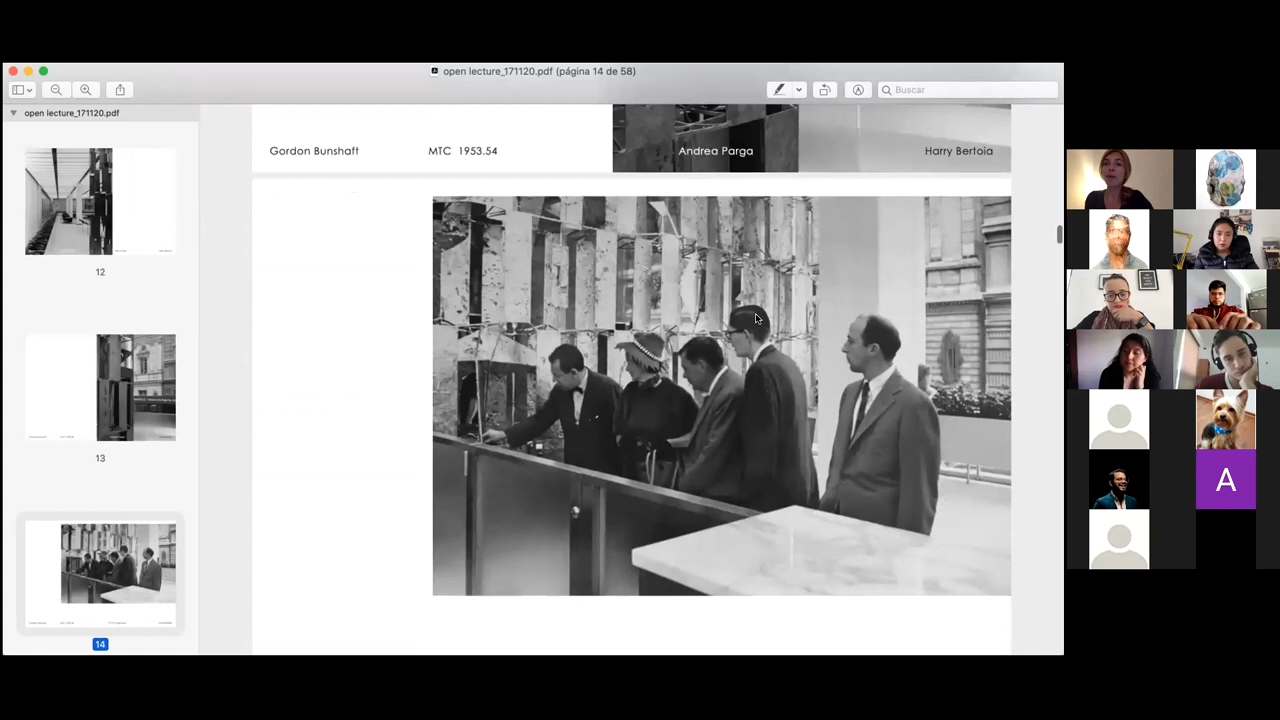 open lecture_171120.pdf (página 14 de 58)
Buscar
open lecture_171120.pdf
12
13
14
Gordon Bunshaft
MTC 1953.54
Andrea Parga
Harry Bertoia
A